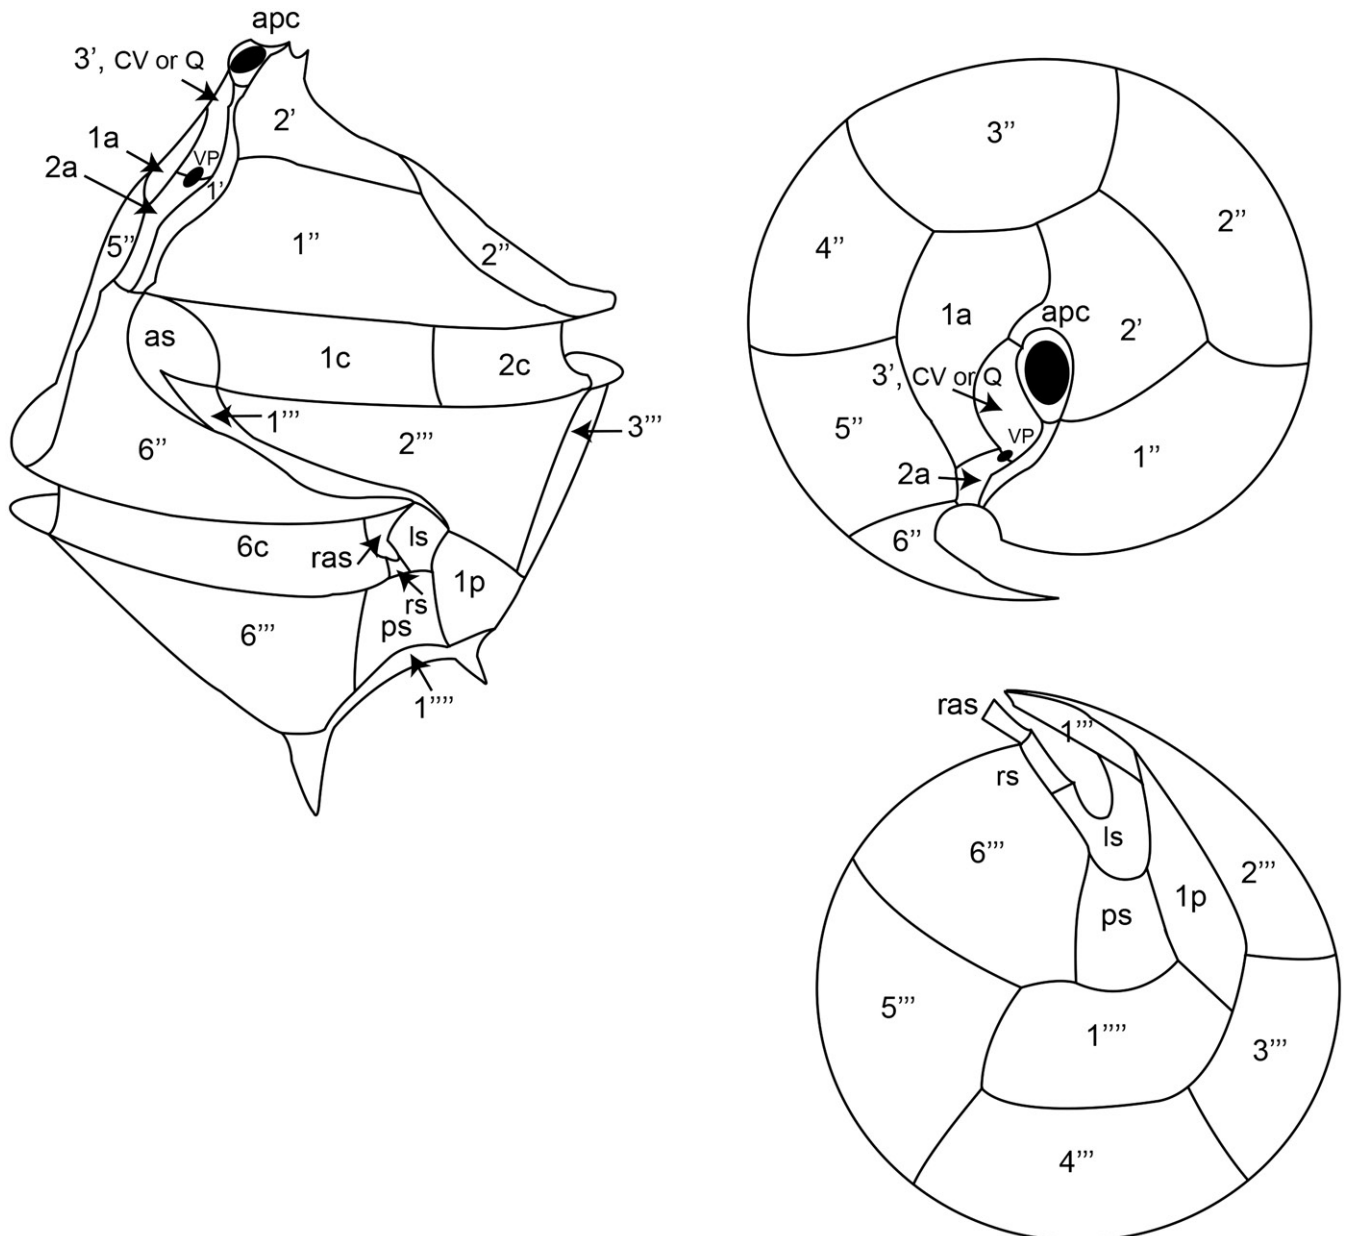 apc
3’, CV or Q
2’
1a
VP
2a
1’
5’’
1’’
2’’
as
1c
2c
1’’’
3’’’
2’’’
6’’
6c
ras
ls
1p
rs
ps
6’’’
1’’’’
3’’
2’’
4’’
1a
apc
2’
3’, CV or Q
5’’
VP
1’’
2a
6’’
ras
1’’’
rs
ls
6’’’
2’’’
1p
ps
5’’’
1’’’’
3’’’
4’’’